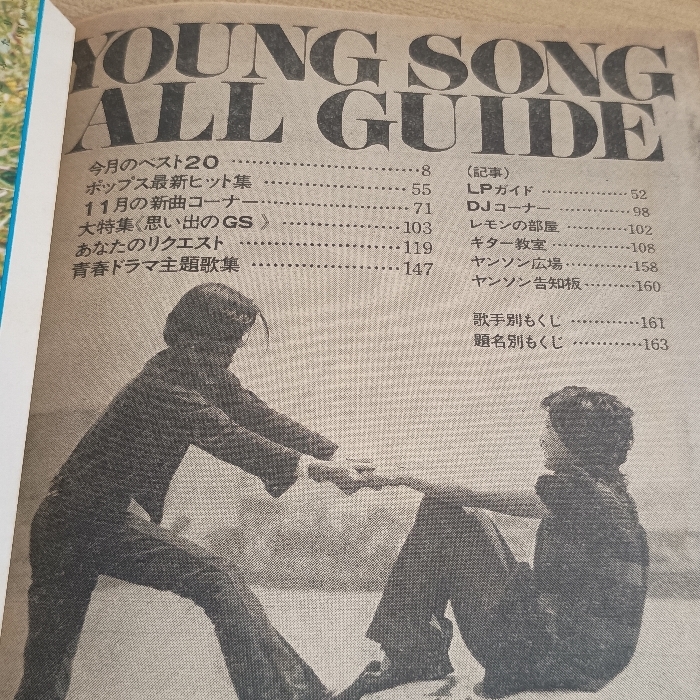 YOUNG SONG
ALL GUIDE
今月のベスト20 ……………… 8
ポップス最新ヒット集 ……………… 55
11月の新曲コーナー ……………… 71
大特集《思い出のGS 》 ……………… 103
あなたのリクエスト ……………… 119
青春ドラマ主題歌集 ……………… 147
（記事）
LPガイド ……………… 52
DJコーナー ……………… 98
レモンの部屋 ……………… 102
ギター教室 ……………… 108
ヤンソン広場 ……………… 158
ヤンソン告知板 ……………… 160
歌手別もくじ ……………… 161
題名別もくじ ……………… 163